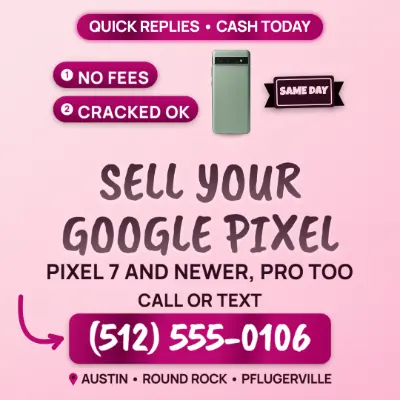 QUICK REPLIES • CASH TODAY
1 NO FEES
2 CRACKED OK
SAME DAY
SELL YOUR
GOOGLE PIXEL
PIXEL 7 AND NEWER, PRO TOO
CALL OR TEXT
(512) 555-0106
AUSTIN • ROUND ROCK • PFLUGERVILLE